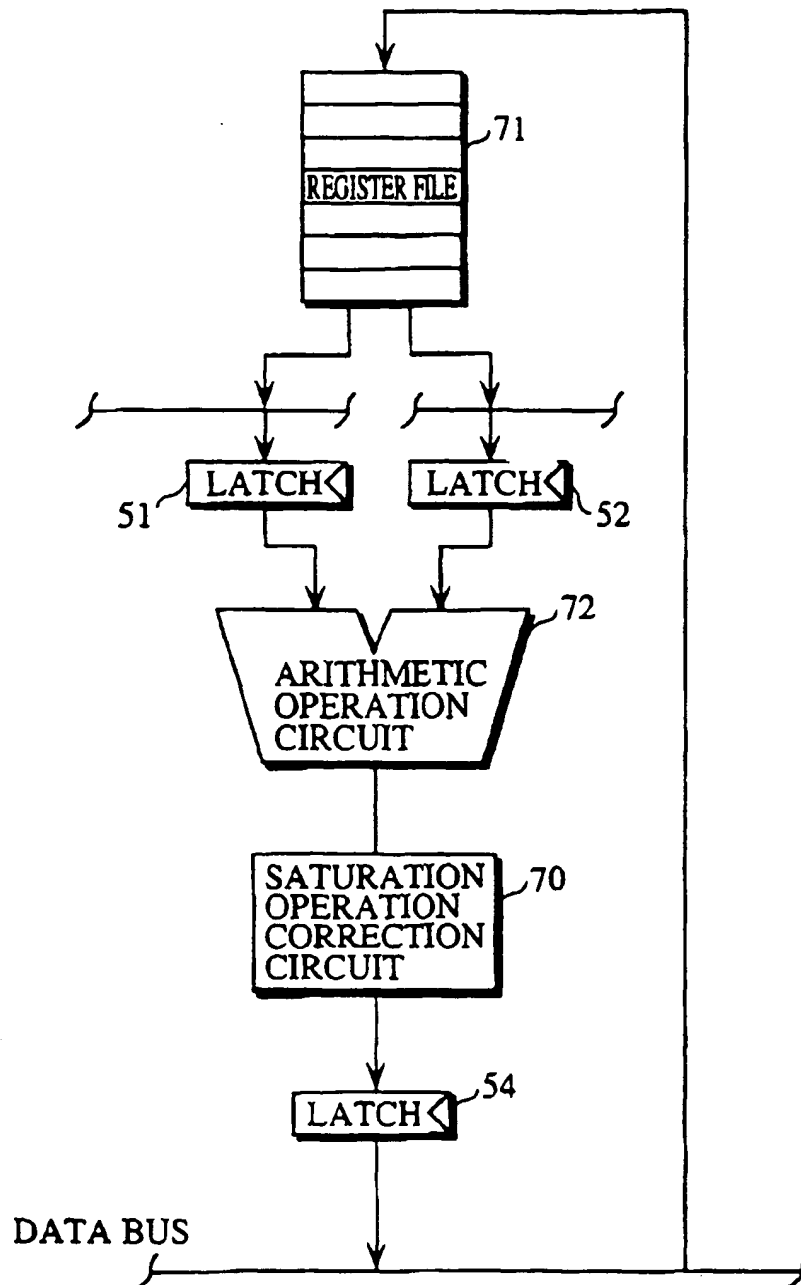 71
REGISTER FILE
LATCH
LATCH
51
52
72
ARITHMETIC
OPERATION
CIRCUIT
SATURATION
OPERATION
CORRECTION
CIRCUIT
70
LATCH
54
DATA BUS